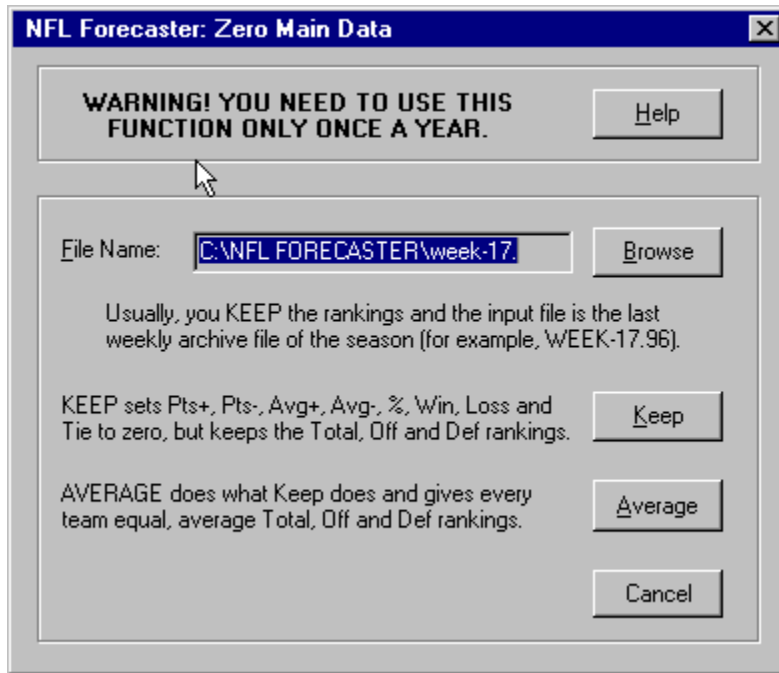 NFL Forecaster: Zero Main Data
WARNING! YOU NEED TO USE THIS
FUNCTION ONLY ONCE A YEAR.
Help
File Name:
C:\NFL FORECASTER\week-17.
Browse
Usually, you KEEP the rankings and the input file is the last
weekly archive file of the season (for example, WEEK-17.96).
KEEP sets Pts+, Pts-, Avg+, Avg-, %, Win, Loss and
Tie to zero, but keeps the Total, Off and Def rankings.
Keep
AVERAGE does what Keep does and gives every
team equal, average Total, Off and Def rankings.
Average
Cancel